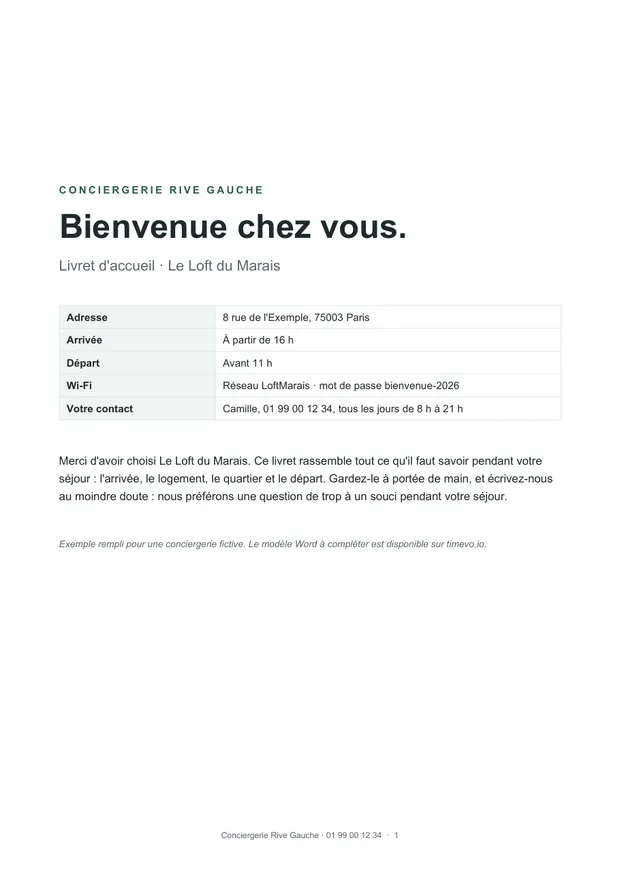 CONCIERGERIE RIVE GAUCHE
Bienvenue chez vous.
Livret d'accueil · Le Loft du Marais
Adresse 8 rue de l'Exemple, 75003 Paris
Arrivée À partir de 16 h
Départ Avant 11 h
Wi-Fi Réseau LoftMarais · mot de passe bienvenue-2026
Votre contact Camille, 01 99 00 12 34, tous les jours de 8 h à 21 h
Merci d'avoir choisi Le Loft du Marais. Ce livret rassemble tout ce qu'il faut savoir pendant votre
séjour : l'arrivée, le logement, le quartier et le départ. Gardez-le à portée de main, et écrivez-nous
au moindre doute : nous préférons une question de trop à un souci pendant votre séjour.
Exemple rempli pour une conciergerie fictive. Le modèle Word à compléter est disponible sur timevo.io.
Conciergerie Rive Gauche · 01 99 00 12 34 · 1